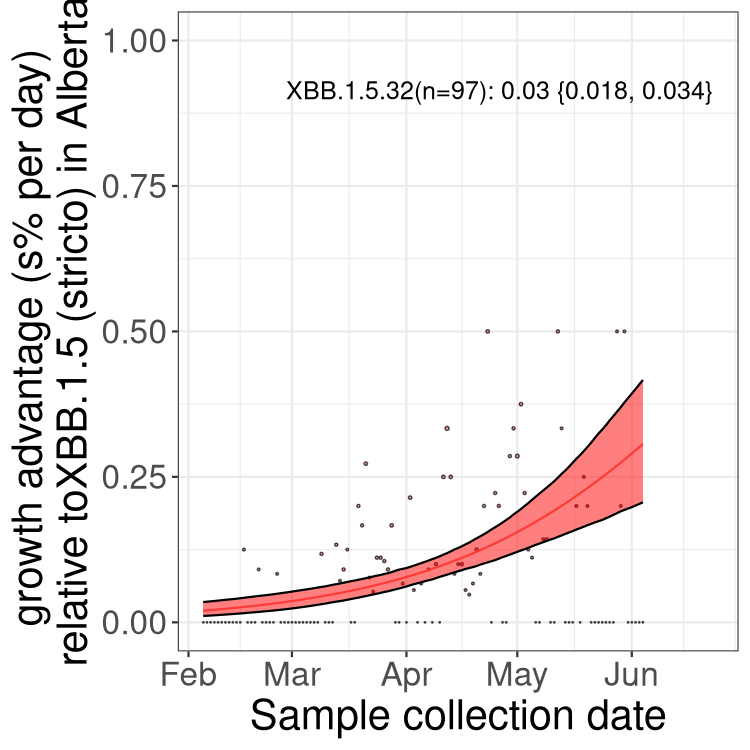 growth advantage (s% per day)
relative toXBB.1.5 (stricto) in Alberta
1.00
0.75
0.50
0.25
0.00
XBB.1.5.32(n=97): 0.03 {0.018, 0.034}
Feb Mar Apr May Jun
Sample collection date